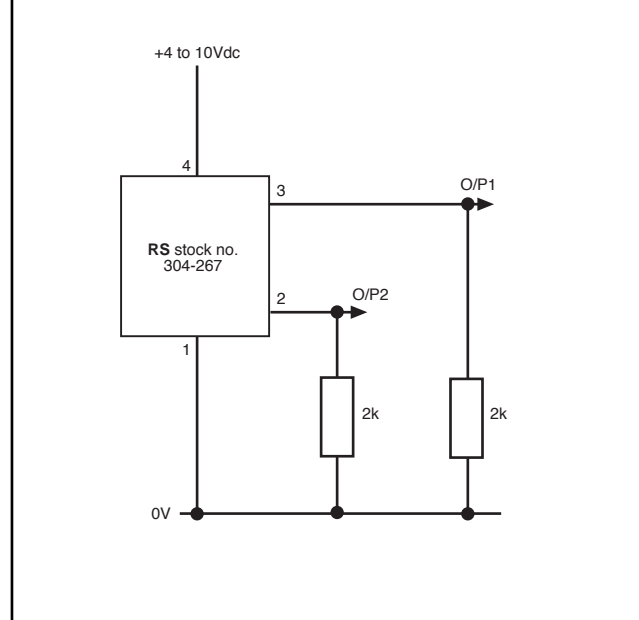 +4 to 10Vdc
4
3
O/P1
RS stock no.
304-267
2
O/P2
1
2k
2k
0V